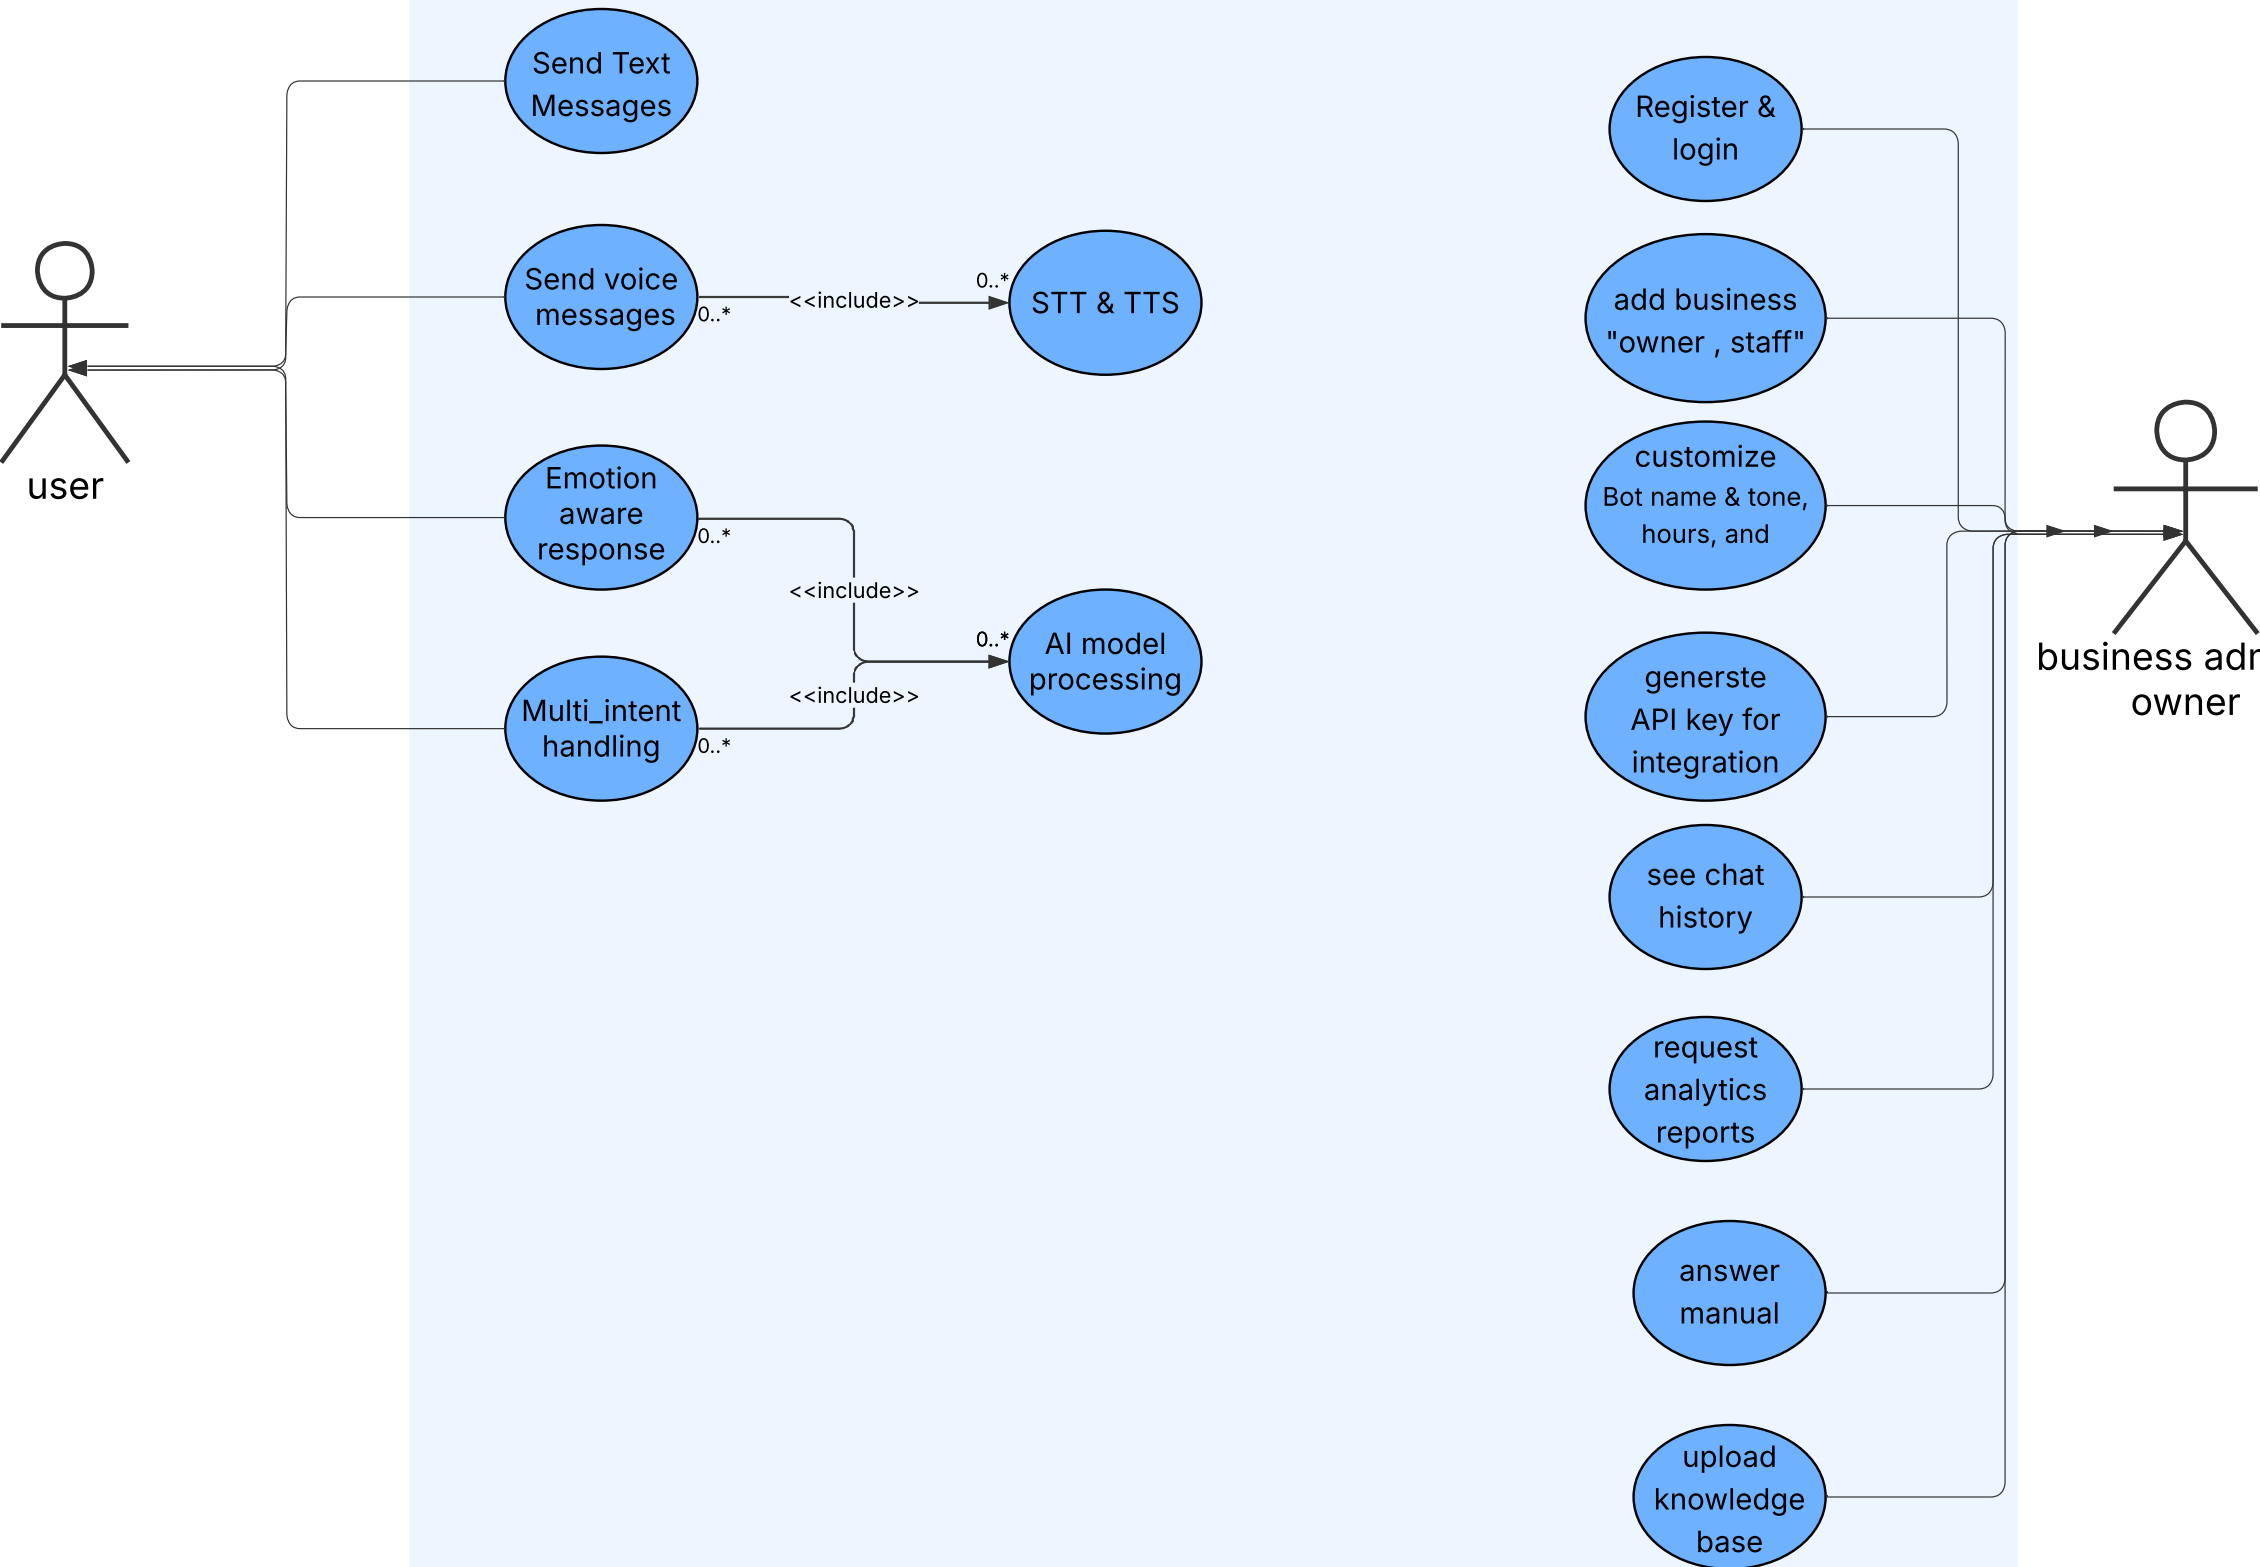 Send Text
Messages
Send voice
messages
0..*
<<include>>
0..*
STT & TTS
user
Emotion
aware
response
0..*
<<include>>
0..*
AI model
processing
<<include>>
Multi_intent
handling
0..*
Register &
login
add business
"owner , staff"
customize
Bot name & tone,
hours, and
generste
API key for
integration
business
owner
see chat
history
request
analytics
reports
answer
manual
upload
knowledge
base